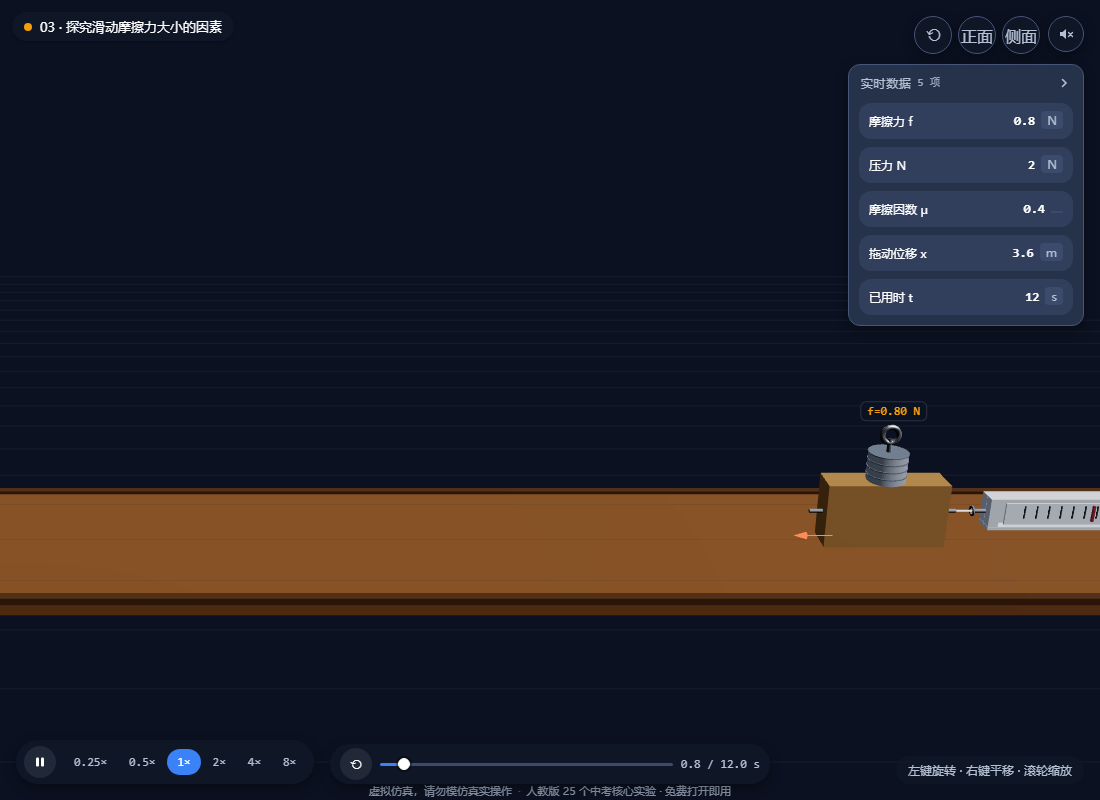 03 · 探究滑动摩擦力大小的因素
正面
侧面
实时数据 5 项
摩擦力 f 0.8 N
压力 N 2 N
摩擦因数 μ 0.4 —
拖动位移 x 3.6 m
已用时 t 12 s
f=0.80 N
0.25× 0.5× 1× 2× 4× 8×
0.8 / 12.0 s
左键旋转 · 右键平移 · 滚轮缩放
虚拟仿真，请勿模仿真实操作 · 人教版 25 个中考核心实验 · 免费打开即用